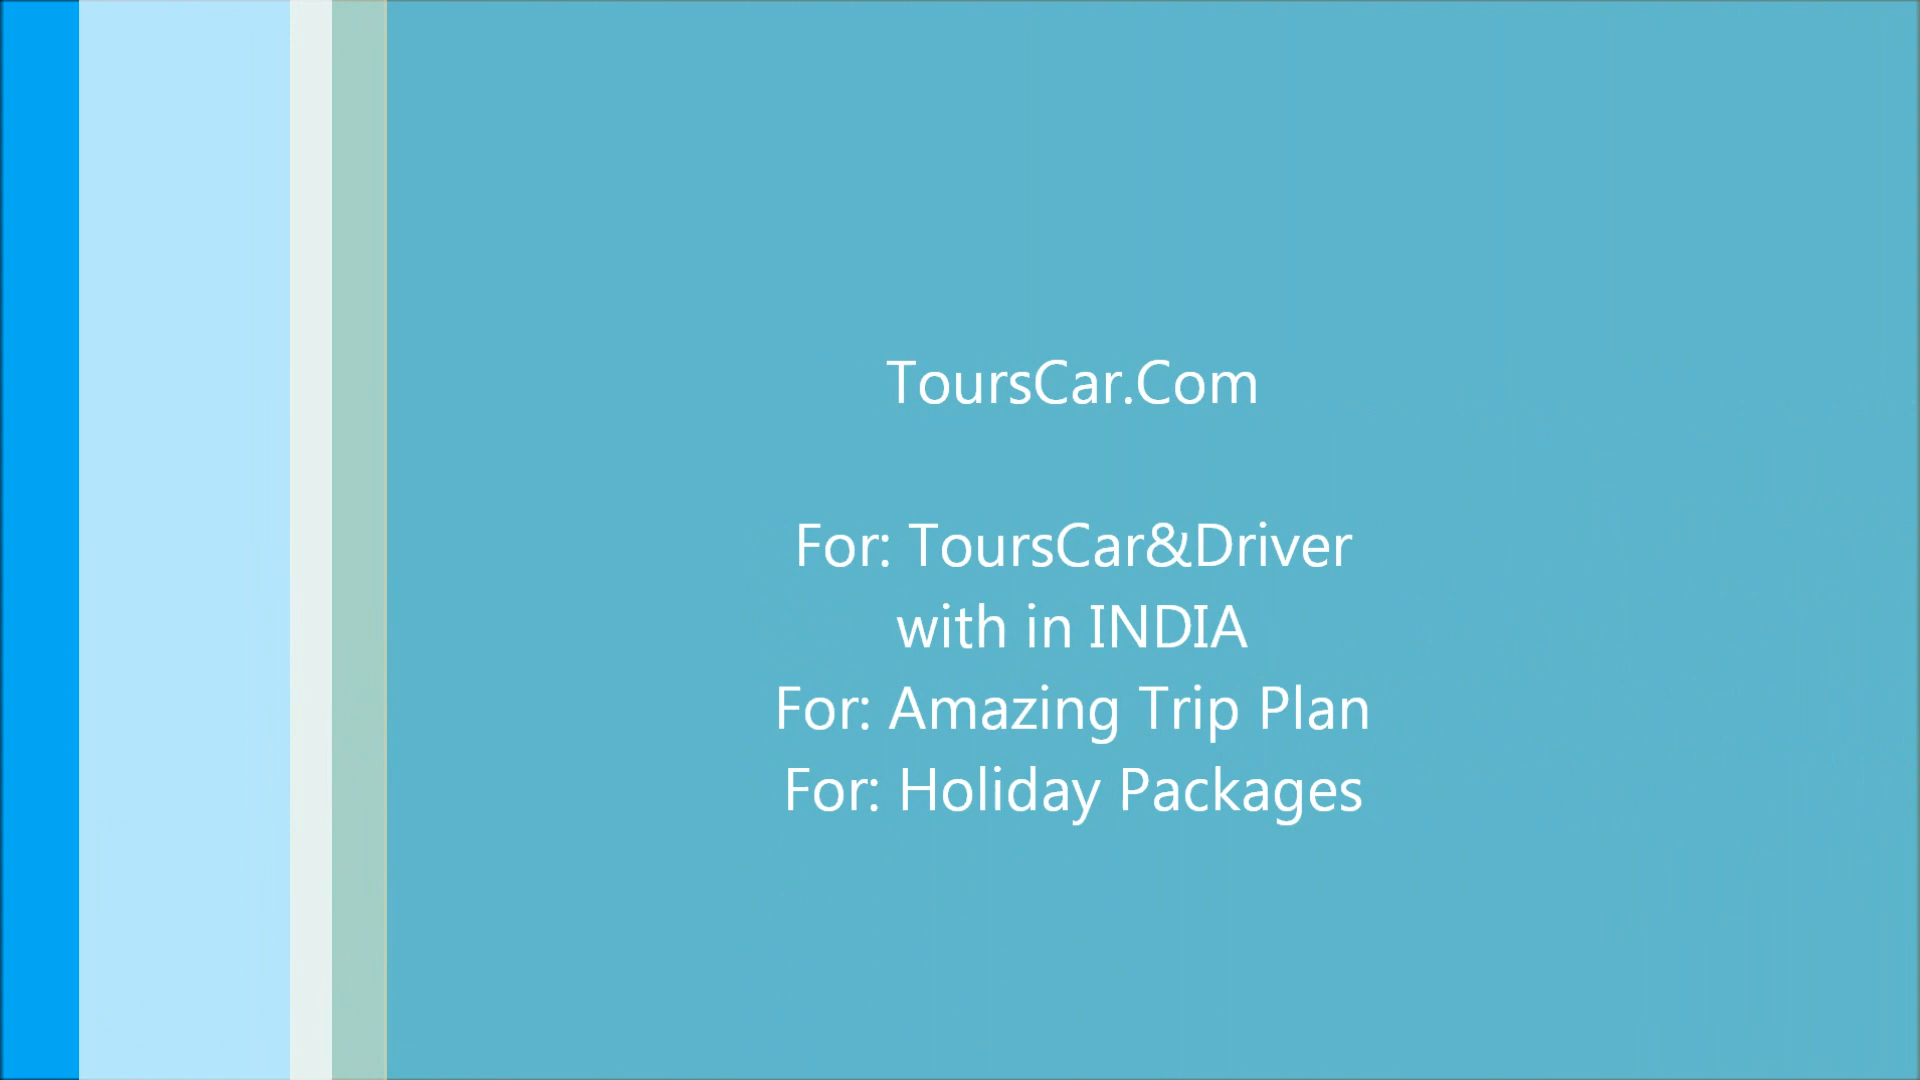 ToursCar.Com
For: ToursCar&Driver
with in INDIA
For: Amazing Trip Plan
For: Holiday Packages